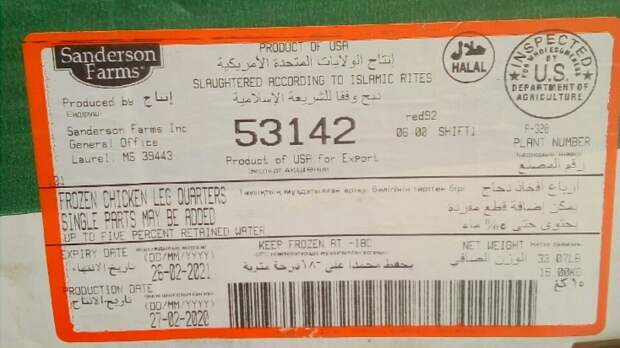 Sanderson
Farms®
PRODUCT OF USA
إنتاج الولايات المتحدة الأمريكية
SLAUGHTERED ACCORDING TO ISLAMIC RITES
ذبح وفقا للشريعة الإسلامية
حلال
HALAL
INSPECTED
FOR WHOLESOMENESS
BY
U.S.
DEPARTMENT OF
AGRICULTURE
Produced by إنتاج
Sanderson Farms Inc
General Office
Laurel, MS 39443
53142
red92
06 00 SHIFT1
Product of USA for Export
P-320
PLANT NUMBER
رقم المصنع
FROZEN CHICKEN LEG QUARTERS
SINGLE PARTS MAY BE ADDED
UP TO FIVE PERCENT RETAINED WATER
أرباع أفخاذ دجاج
يمكن إضافة قطع مفردة
EXPIRY DATE (DD/MM/YYYY)
تاريخ الانتهاء 26-02-2021
PRODUCTION DATE
(DD/MM/YYYY)
تاريخ الانتاج
27-02-2020
KEEP FROZEN AT -18C
NET WEIGHT
الوزن الصافي
33 07LB
15 00KG